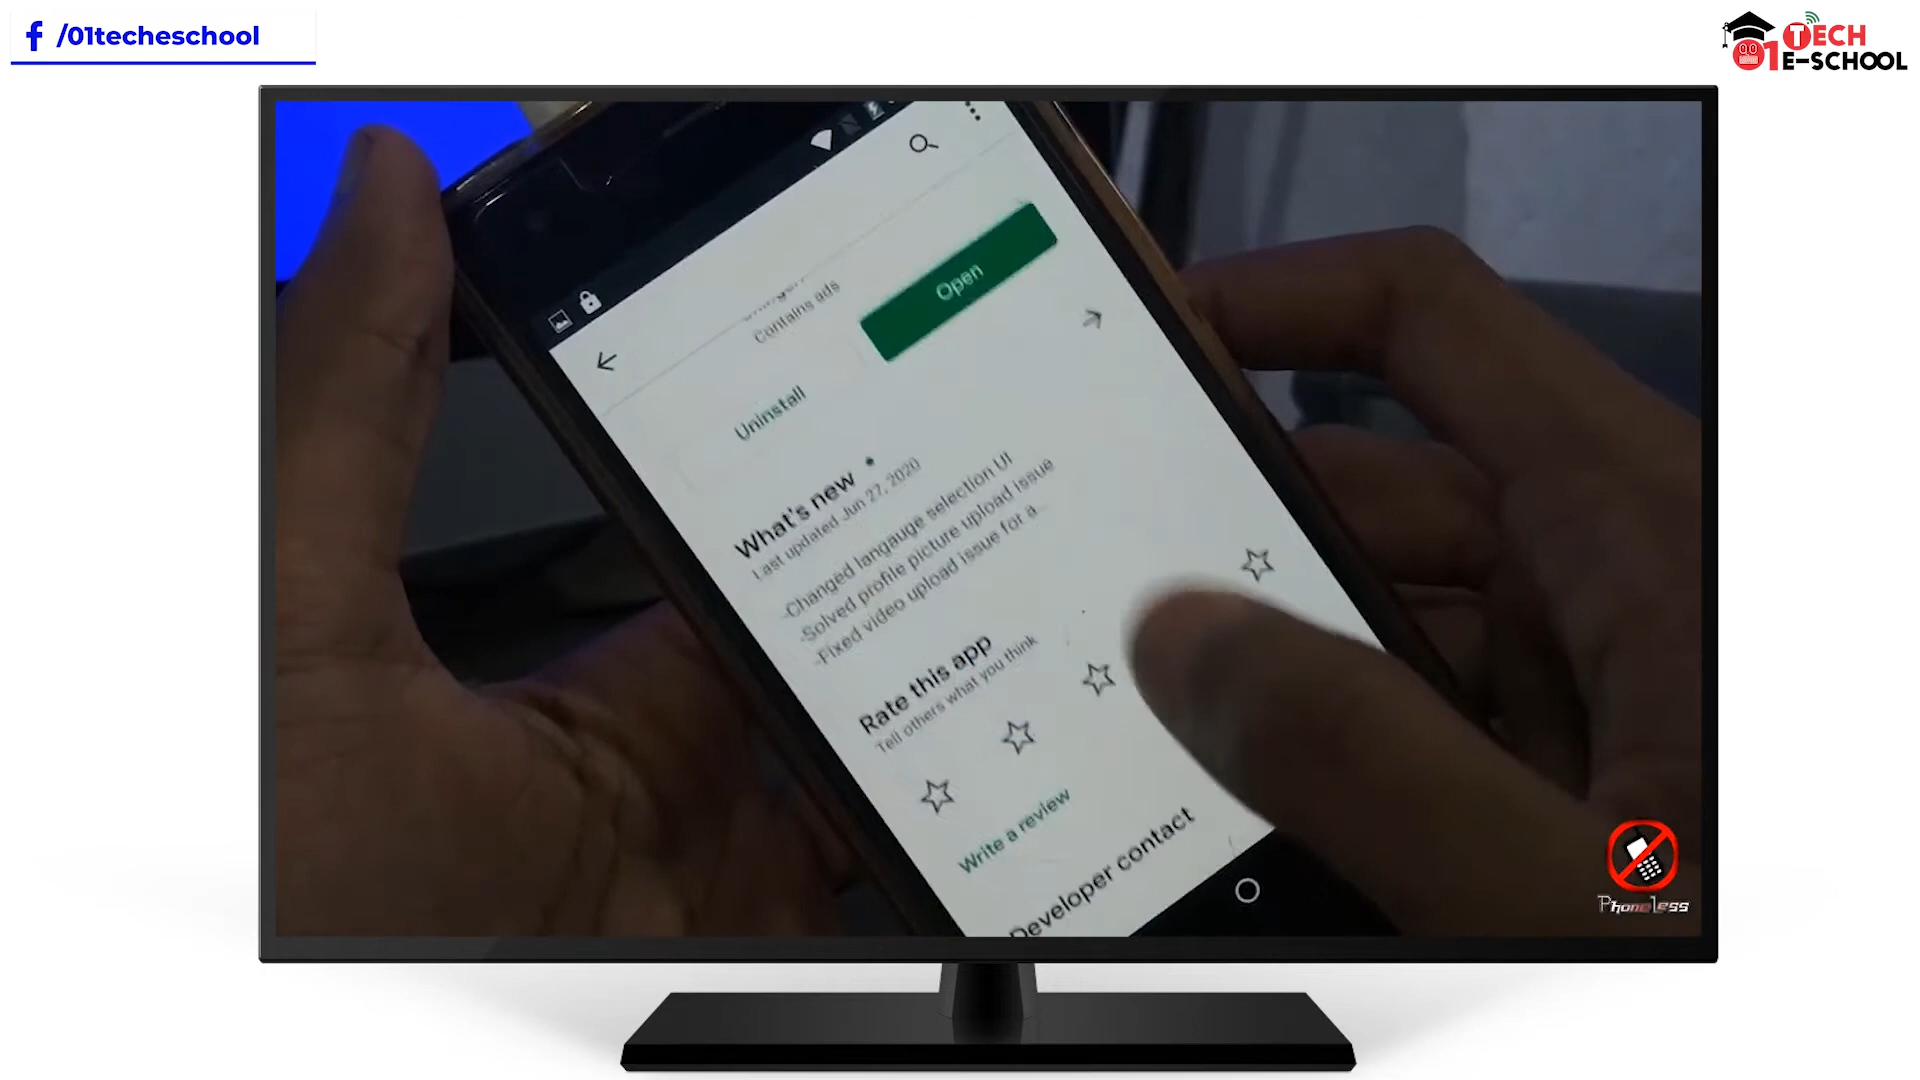 /01techeschool
TECH
01 E-SCHOOL
Contains ads
Open
Uninstall
What's new
Last updated Jun 27, 2020
-Changed langauge selection UI
-Solved profile picture upload issue
-Fixed video upload issue for a...
Rate this app
Tell others what you think
Write a review
Developer contact
PhoneLess